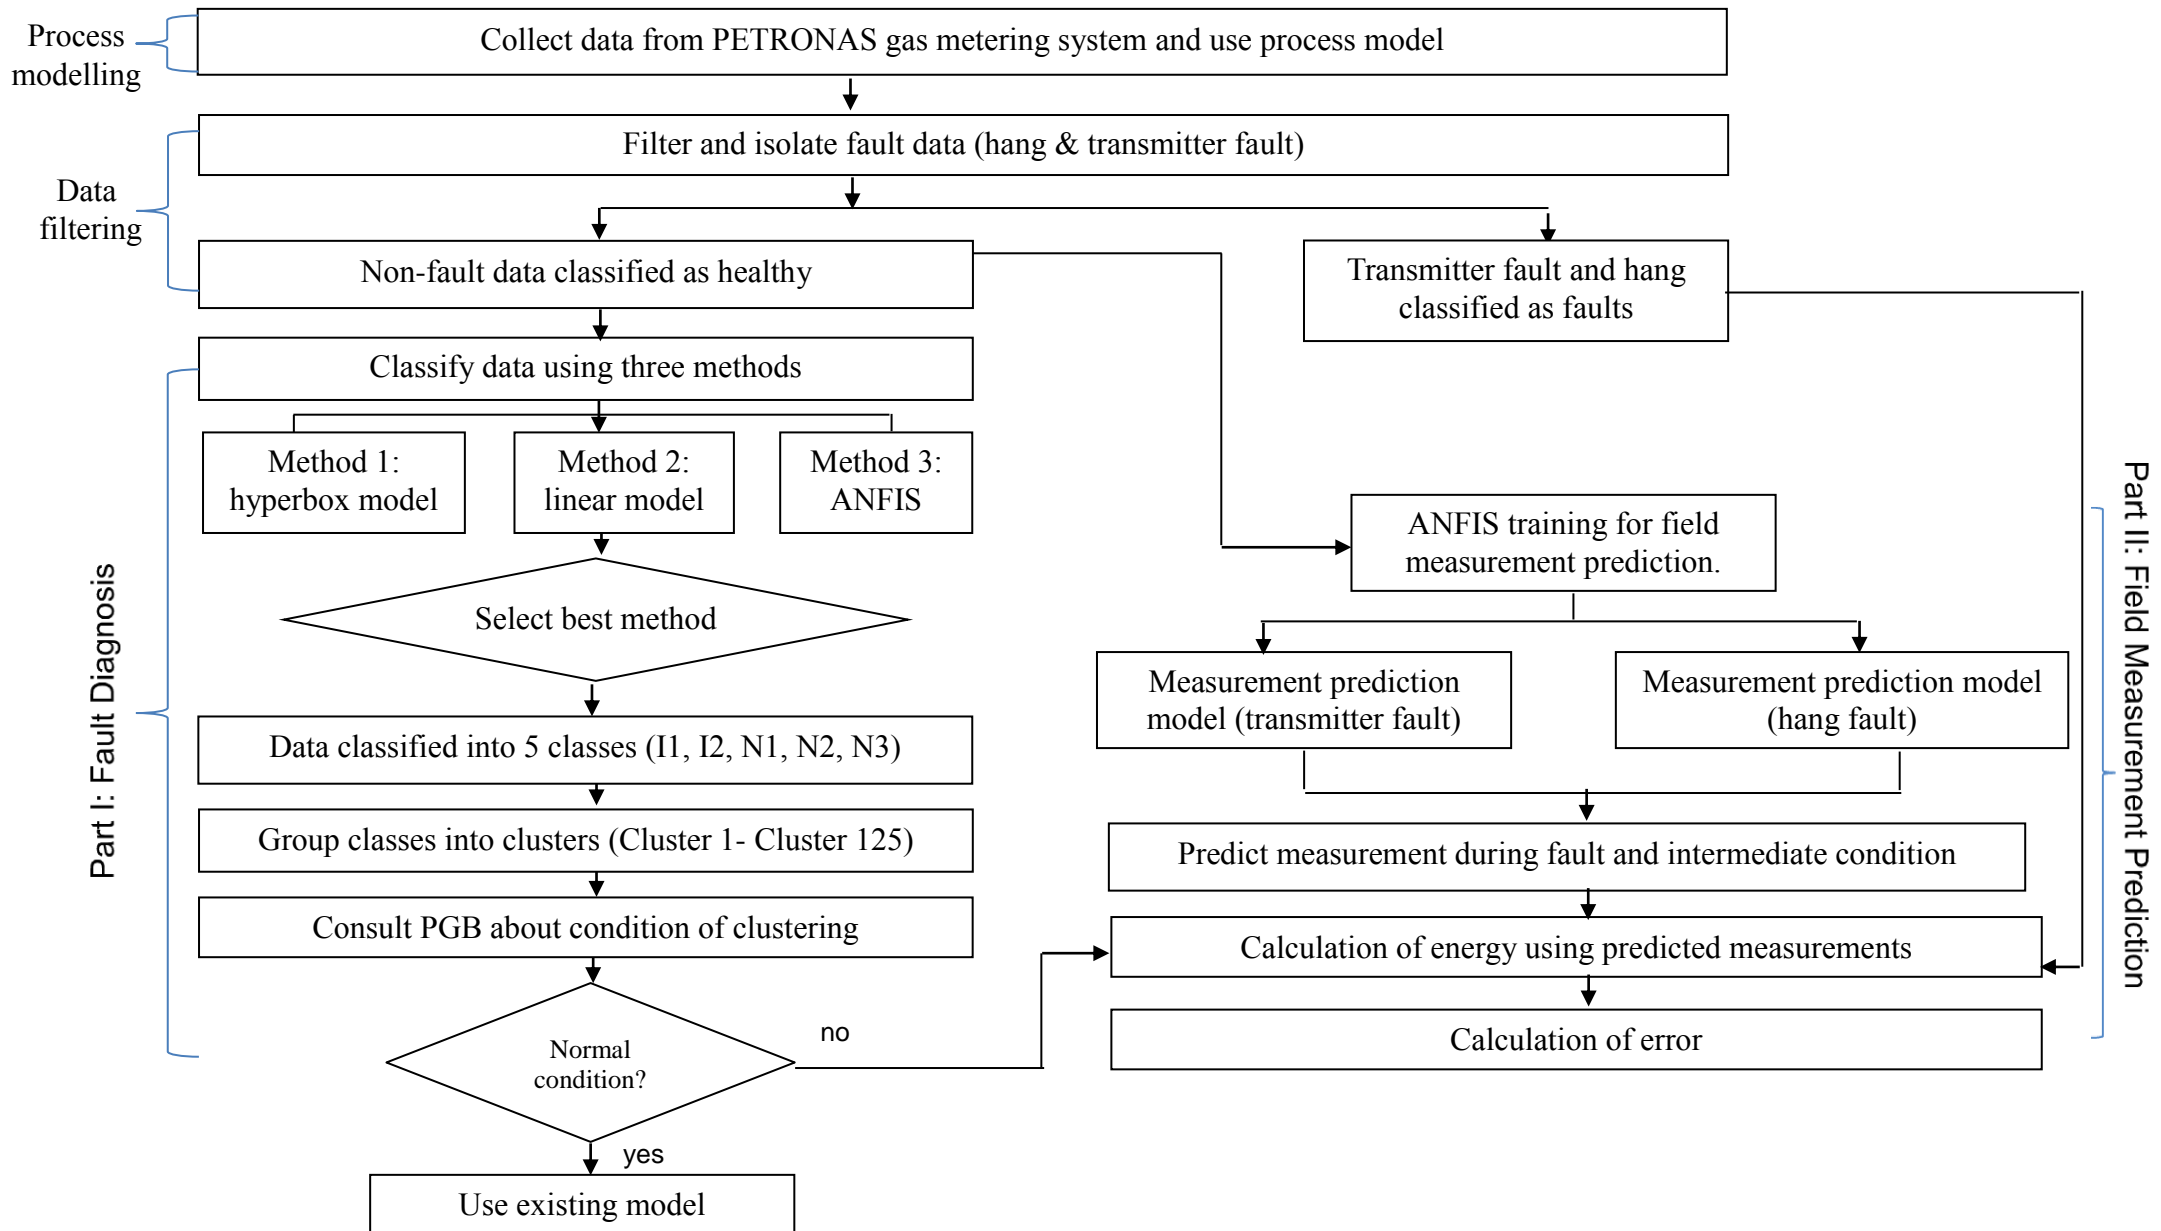 Process
modelling
Collect data from PETRONAS gas metering system and use process model
Filter and isolate fault data (hang & transmitter fault)
Data
filtering
Non-fault data classified as healthy
Transmitter fault and hang
classified as faults
Classify data using three methods
Method 1:
hyperbox model
Method 2:
linear model
Method 3:
ANFIS
ANFIS training for field
measurement prediction.
Select best method
Measurement prediction
model (transmitter fault)
Measurement prediction model
(hang fault)
Part I: Fault Diagnosis
Part II: Field Measurement Prediction
Data classified into 5 classes (I1, I2, N1, N2, N3)
Group classes into clusters (Cluster 1- Cluster 125)
Predict measurement during fault and intermediate condition
Consult PGB about condition of clustering
Calculation of energy using predicted measurements
Normal
condition?
no
Calculation of error
yes
Use existing model